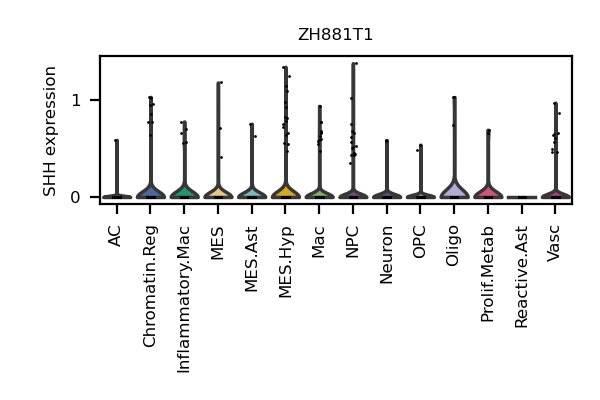 ZH881T1
SHH expression
1
0
AC
Chromatin.Reg
Inflammatory.Mac
MES
MES.Ast
MES.Hyp
Mac
NPC
Neuron
OPC
Oligo
Prolif.Metab
Reactive.Ast
Vasc